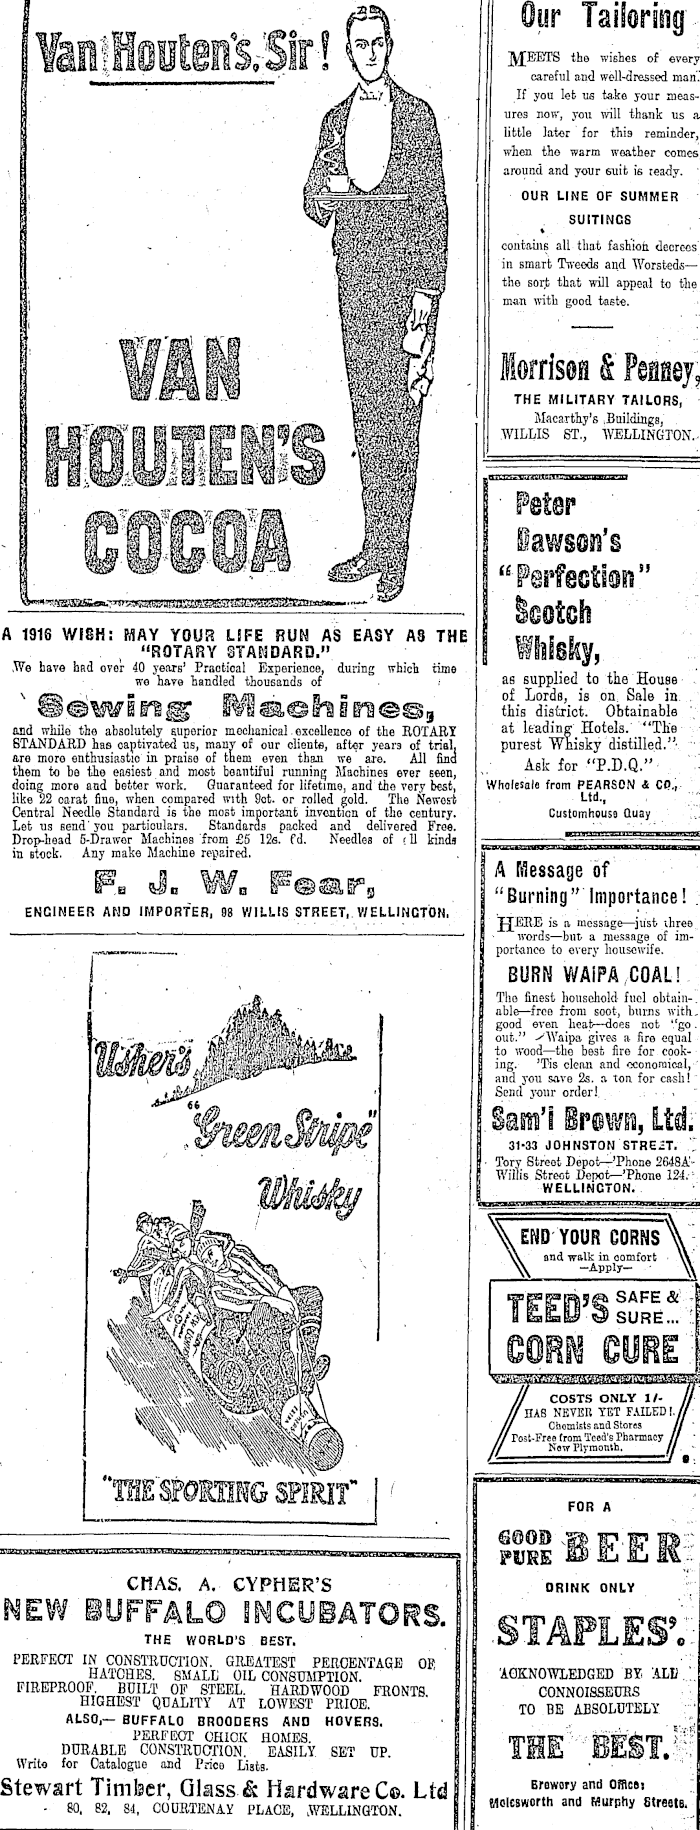 Van Houten's, Sir!
VAN
HOUTEN'S
COCOA
A 1916 WISH: MAY YOUR LIFE RUN AS EASY AS THE
"ROTARY STANDARD."
We have had over 40 years' Practical Experience, during which time
we have handled thousands of
Sewing Machines,
and while the absolutely superior mechanical excellence of the ROTARY
STANDARD has captivated us, many of our clients, after years of trial,
are more enthusiastic in praise of them even than we are. All find
them to be the easiest and most beautiful running Machines ever seen,
doing more and better work. Guaranteed for lifetime, and the very best,
like 22 carat fine, when compared with 9ct. or rolled gold. The Newest
Central Needle Standard is the most important invention of the century.
Let us send you particulars. Standards packed and delivered Free.
Drop-head 5-Drawer Machines from £5 12s. 6d. Needles of all kinds
in stock. Any make Machine repaired.
F. J. W. Fear,
ENGINEER AND IMPORTER, 98 WILLIS STREET, WELLINGTON.
Usher's
"Green Stripe"
Whisky
"THE SPORTING SPIRIT"
CHAS. A. CYPHER'S
NEW BUFFALO INCUBATORS.
THE WORLD'S BEST.
PERFECT IN CONSTRUCTION. GREATEST PERCENTAGE OF
HATCHES. SMALL OIL CONSUMPTION.
FIREPROOF. BUILT OF STEEL. HARDWOOD FRONTS.
HIGHEST QUALITY AT LOWEST PRICE.
ALSO,— BUFFALO BROODERS AND HOVERS.
PERFECT CHICK HOMES.
DURABLE CONSTRUCTION. EASILY SET UP.
Write for Catalogue and Price Lists.
Stewart Timber, Glass & Hardware Co. Ltd
80, 82, 84, COURTENAY PLACE, WELLINGTON.
Our Tailoring
MEETS the wishes of every
careful and well-dressed man.
If you let us take your meas-
ures now, you will thank us a
little later for this reminder,
when the warm weather comes
around and your suit is ready.
OUR LINE OF SUMMER
SUITINGS
contains all that fashion decrees
in smart Tweeds and Worsteds—
the sort that will appeal to the
man with good taste.
Morrison & Penney,
THE MILITARY TAILORS,
Macarthy's Buildings,
WILLIS ST., WELLINGTON.
Peter
Dawson's
"Perfection"
Scotch
Whisky,
as supplied to the House
of Lords, is on Sale in
this district. Obtainable
at leading Hotels. "The
purest Whisky distilled."
Ask for "P.D.Q."
Wholesale from PEARSON & CO.,
Ltd.,
Customhouse Quay
A Message of
"Burning" Importance!
HERE is a message—just three
words—but a message of im-
portance to every housewife.
BURN WAIPA COAL!
The finest household fuel obtain-
able—free from soot, burns with
good even heat—does not "go
out." Waipa gives a fire equal
to wood—the best fire for cook-
ing. 'Tis clean and economical,
and you save 2s. a ton for cash!
Send your order!
Sam'l Brown, Ltd.
31-33 JOHNSTON STREET.
Tory Street Depot—'Phone 2648A
Willis Street Depot—'Phone 124.
WELLINGTON.
END YOUR CORNS
and walk in comfort
—Apply—
TEED'S SAFE &
SURE...
CORN CURE
COSTS ONLY 1/-
HAS NEVER YET FAILED!
Chemists and Stores
Post-Free from Teed's Pharmacy
New Plymouth.
FOR A
GOOD
PURE BEER
DRINK ONLY
STAPLES'.
ACKNOWLEDGED BY ALL
CONNOISSEURS
TO BE ABSOLUTELY
THE BEST.
Brewery and Office:
Molesworth and Murphy Streets.